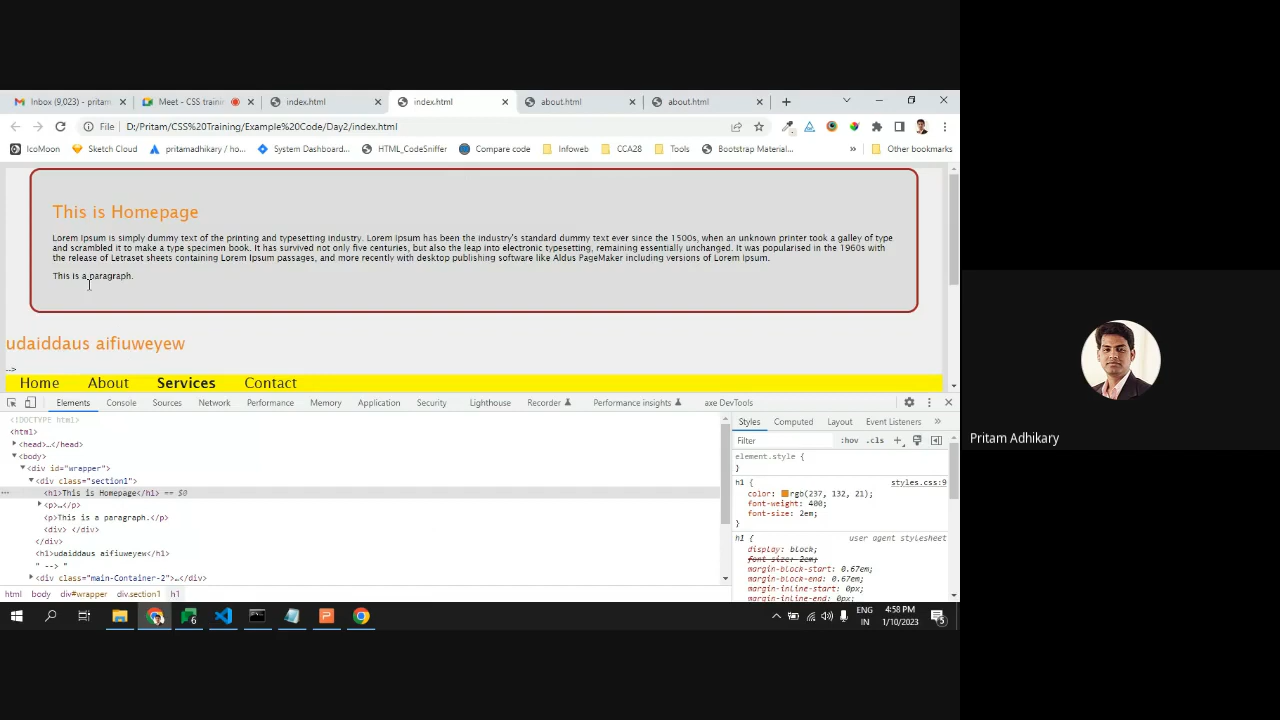 Inbox (9,023) - pritam
Meet - CSS trainin
index.html
index.html
about.html
about.html
File D:/Pritam/CSS%20Training/Example%20Code/Day2/index.html
IcoMoon Sketch Cloud pritamadhikary / ho... System Dashboard... HTML_CodeSniffer Compare code Infoweb CCA28 Tools Bootstrap Material... » Other bookmarks
This is Homepage
Lorem Ipsum is simply dummy text of the printing and typesetting industry. Lorem Ipsum has been the industry's standard dummy text ever since the 1500s, when an unknown printer took a galley of type
and scrambled it to make a type specimen book. It has survived not only five centuries, but also the leap into electronic typesetting, remaining essentially unchanged. It was popularised in the 1960s with
the release of Letraset sheets containing Lorem Ipsum passages, and more recently with desktop publishing software like Aldus PageMaker including versions of Lorem Ipsum.
This is a paragraph.
udaiddaus aifiuweyew
-->
Home About Services Contact
Elements Console Sources Network Performance Memory Application Security Lighthouse Recorder Performance insights axe DevTools
<!DOCTYPE html>
<html>
<head>…</head>
<body>
<div id="wrapper">
<div class="section1">
<h1>This is Homepage</h1> == $0
<p>…</p>
<p>This is a paragraph.</p>
<div> </div>
</div>
<h1>udaiddaus aifiuweyew</h1>
" --> "
<div class="main-Container-2">…</div>
html body div#wrapper div.section1 h1
Styles Computed Layout Event Listeners »
Filter :hov .cls +
element.style {
}
h1 { styles.css:9
color: rgb(237, 132, 21);
font-weight: 400;
font-size: 2em;
}
h1 { user agent stylesheet
display: block;
font-size: 2em;
margin-block-start: 0.67em;
margin-block-end: 0.67em;
margin-inline-start: 0px;
margin-inline-end: 0px;
ENG
IN
4:58 PM
1/10/2023
5
Pritam Adhikary